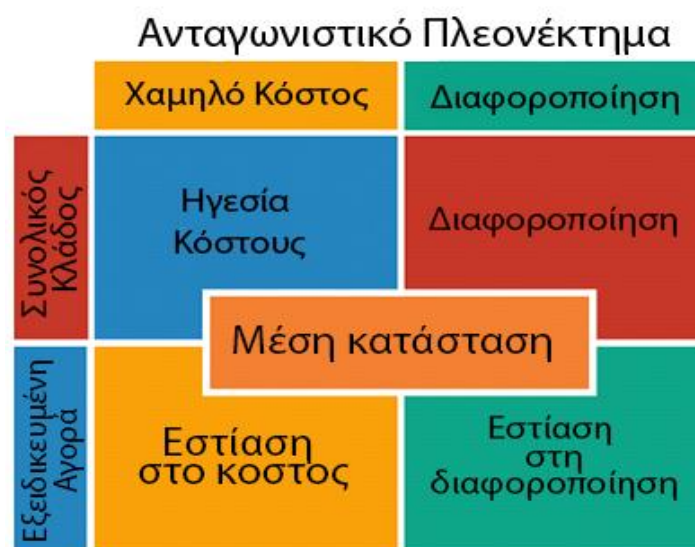 Ανταγωνιστικό Πλεονέκτημα
Χαμηλό Κόστος
Διαφοροποίηση
Συνολικός
Κλάδος
Ηγεσία
Κόστους
Διαφοροποίηση
Μέση κατάσταση
Εξειδικευμένη
Αγορά
Εστίαση
στο κοστος
Εστίαση
στη
διαφοροποίηση